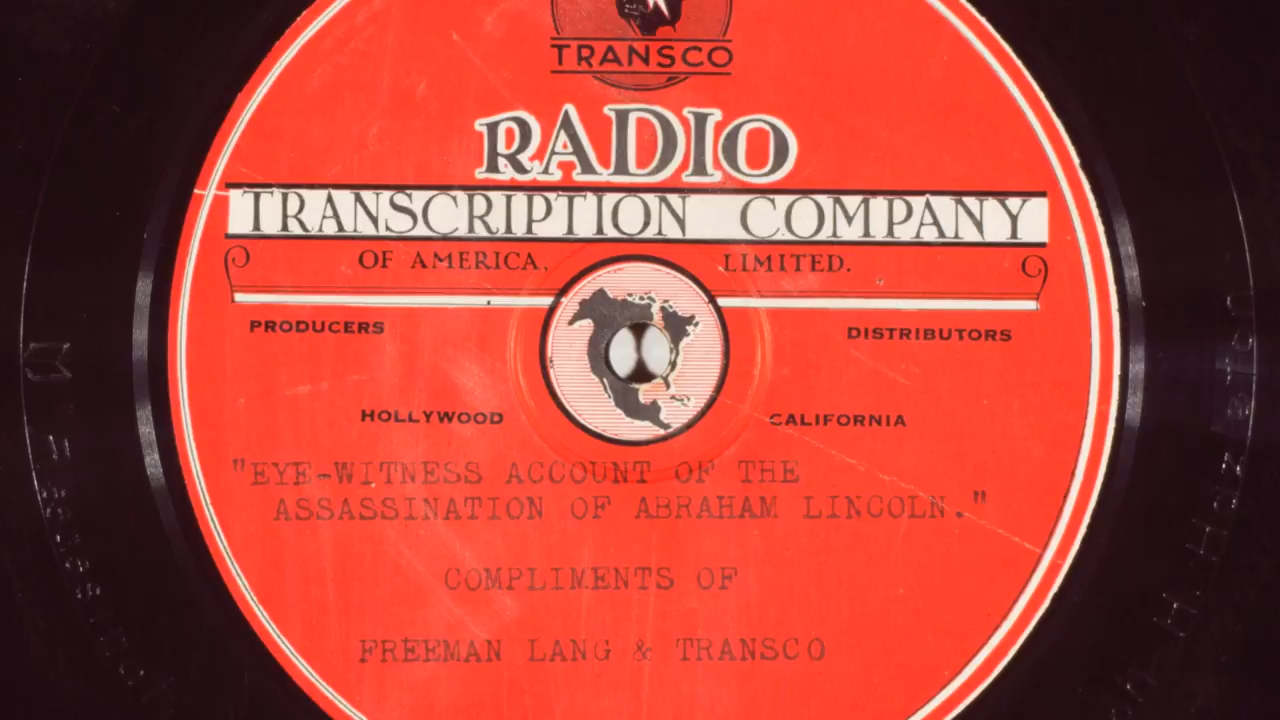 TRANSCO
RADIO
TRANSCRIPTION COMPANY
OF AMERICA, LIMITED.
PRODUCERS DISTRIBUTORS
HOLLYWOOD CALIFORNIA
"EYE-WITNESS ACCOUNT OF THE
ASSASSINATION OF ABRAHAM LINCOLN."
COMPLIMENTS OF
FREEMAN LANG & TRANSCO